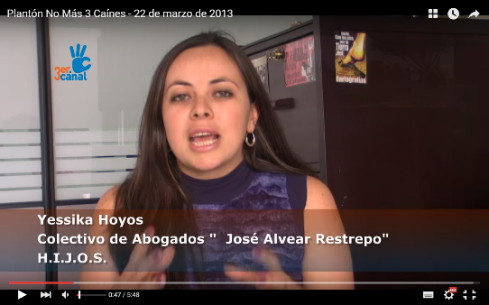 Plantón No Más 3 Caínes - 22 de marzo de 2013
3er.
canal
Yessika Hoyos
Colectivo de Abogados " José Alvear Restrepo"
H.I.J.O.S.
0:47 / 5:48